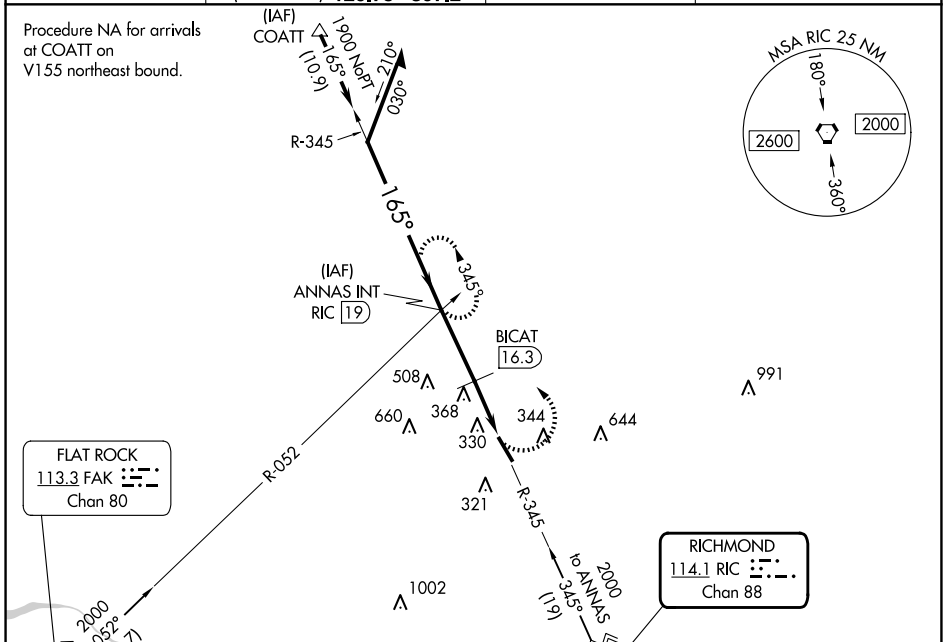 Procedure NA for arrivals
at COATT on
V155 northeast bound.
(IAF)
COATT
1900 NoPT
165°
(10.9)
210°
030°
R-345
165°
MSA RIC 25 NM
180°
2600
2000
360°
(IAF)
ANNAS INT
RIC 19
345°
BICAT
16.3
508
368
660
330
344
644
991
321
FLAT ROCK
113.3 FAK
Chan 80
R-052
R-345
1002
RICHMOND
114.1 RIC
Chan 88
2000
to ANNAS
345°
(19)
2000
052°